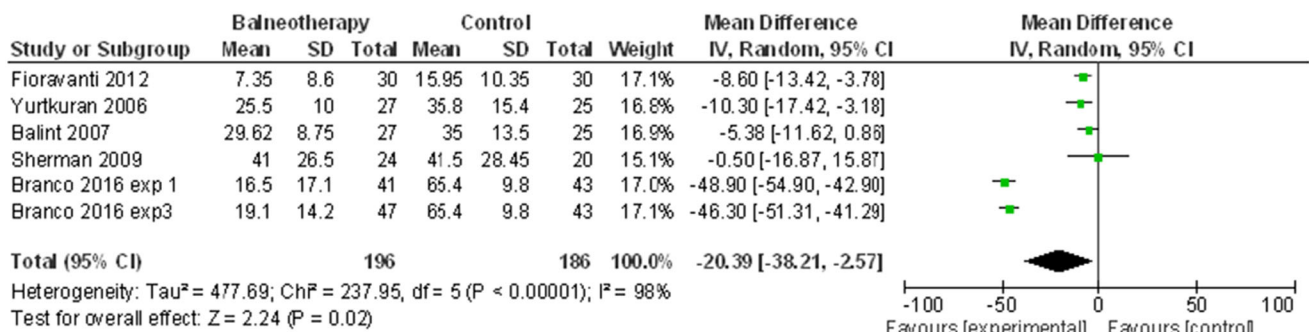 Balneotherapy Control Mean Difference Mean Difference
Study or Subgroup Mean SD Total Mean SD Total Weight IV, Random, 95% CI IV, Random, 95% CI
Fioravanti 2012 7.35 8.6 30 15.95 10.35 30 17.1% -8.60 [-13.42, -3.78]
Yurtkuran 2006 25.5 10 27 35.8 15.4 25 16.8% -10.30 [-17.42, -3.18]
Balint 2007 29.62 8.75 27 35 13.5 25 16.9% -5.38 [-11.62, 0.86]
Sherman 2009 41 26.5 24 41.5 28.45 20 15.1% -0.50 [-16.87, 15.87]
Branco 2016 exp 1 16.5 17.1 41 65.4 9.8 43 17.0% -48.90 [-54.90, -42.90]
Branco 2016 exp3 19.1 14.2 47 65.4 9.8 43 17.1% -46.30 [-51.31, -41.29]
Total (95% CI) 196 186 100.0% -20.39 [-38.21, -2.57]
Heterogeneity: Tau² = 477.69; Chi² = 237.95, df = 5 (P < 0.00001); I² = 98%
Test for overall effect: Z = 2.24 (P = 0.02)
-100 -50 0 50 100
Favours [experimental] Favours [control]